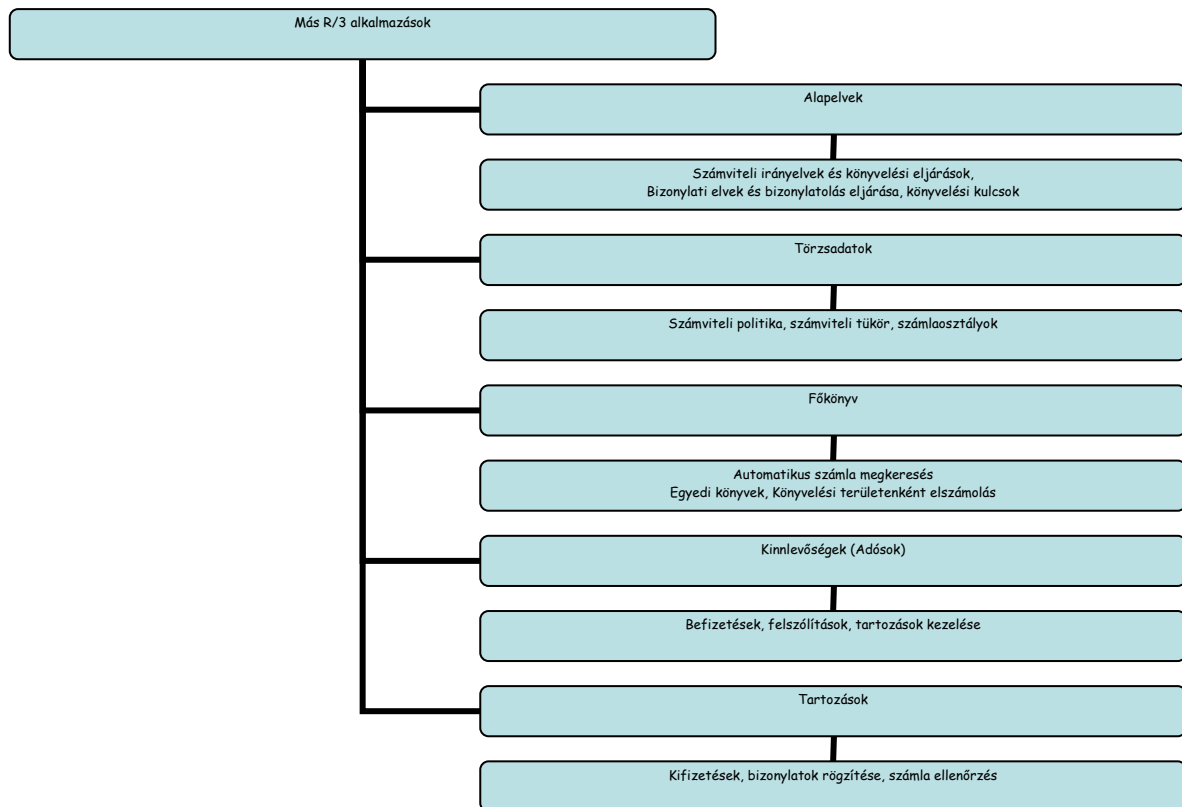 Más R/3 alkalmazások
Alapelvek
Számviteli irányelvek és könyvelési eljárások,
Bizonylati elvek és bizonylatolás eljárása, könyvelési kulcsok
Törzsadatok
Számviteli politika, számviteli tükör, számlaosztályok
Főkönyv
Automatikus számla megkeresés
Egyedi könyvek, Könyvelési területenként elszámolás
Kinnlevőségek (Adósok)
Befizetések, felszólítások, tartozások kezelése
Tartozások
Kifizetések, bizonylatok rögzítése, számla ellenőrzés